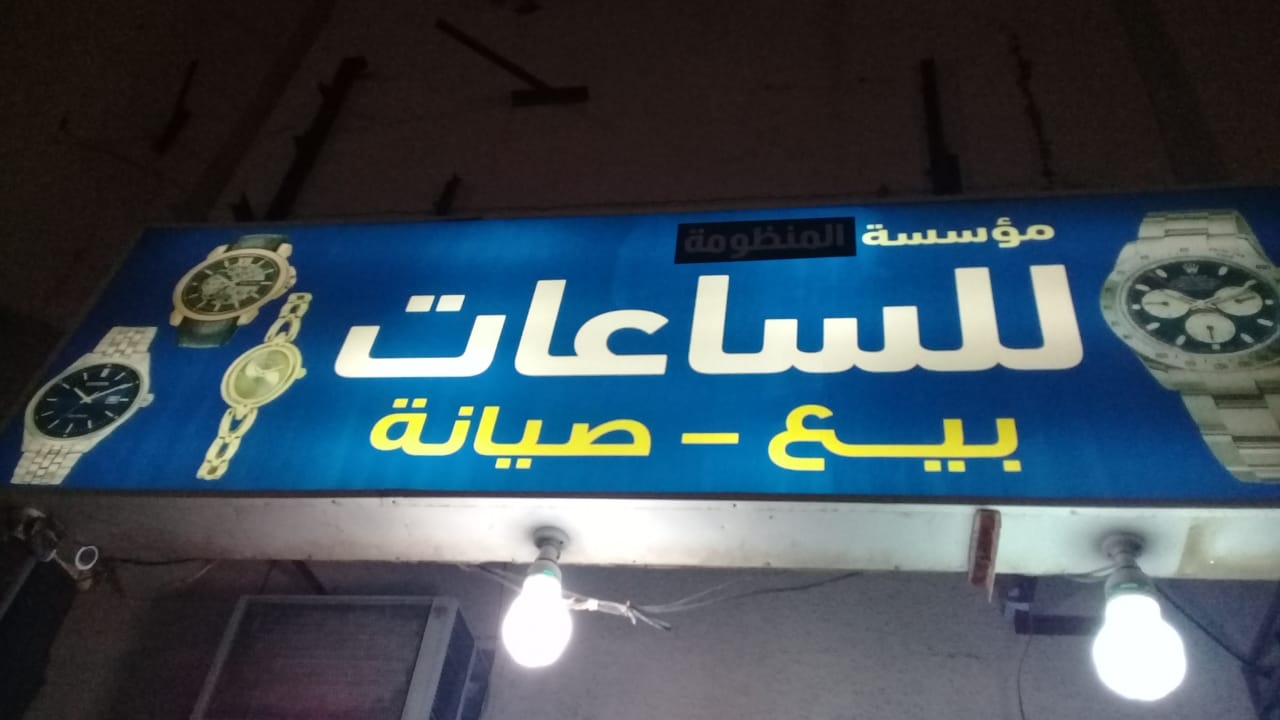 مؤسسة المنظومة
للساعات
بيع - صيانة